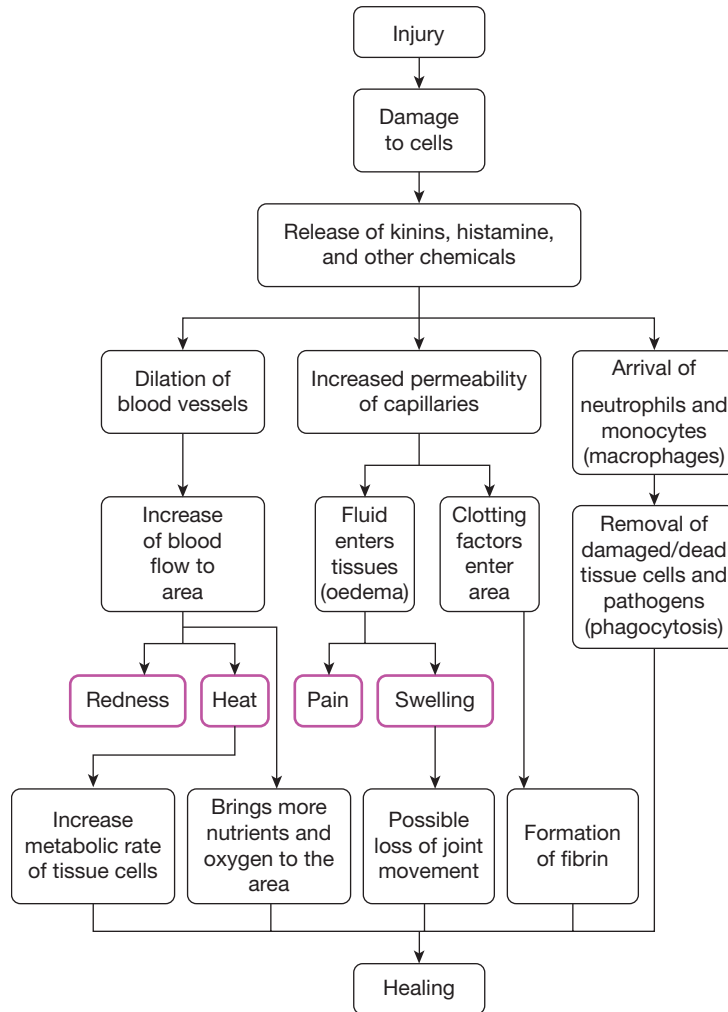 Injury
Damage
to cells
Release of kinins, histamine,
and other chemicals
Dilation of
blood vessels
Increased permeability
of capillaries
Arrival of
neutrophils and
monocytes
(macrophages)
Increase
of blood
flow to
area
Fluid
enters
tissues
(oedema)
Clotting
factors
enter
area
Removal of
damaged/dead
tissue cells and
pathogens
(phagocytosis)
Redness
Heat
Pain
Swelling
Increase
metabolic rate
of tissue cells
Brings more
nutrients and
oxygen to the
area
Possible
loss of joint
movement
Formation
of fibrin
Healing